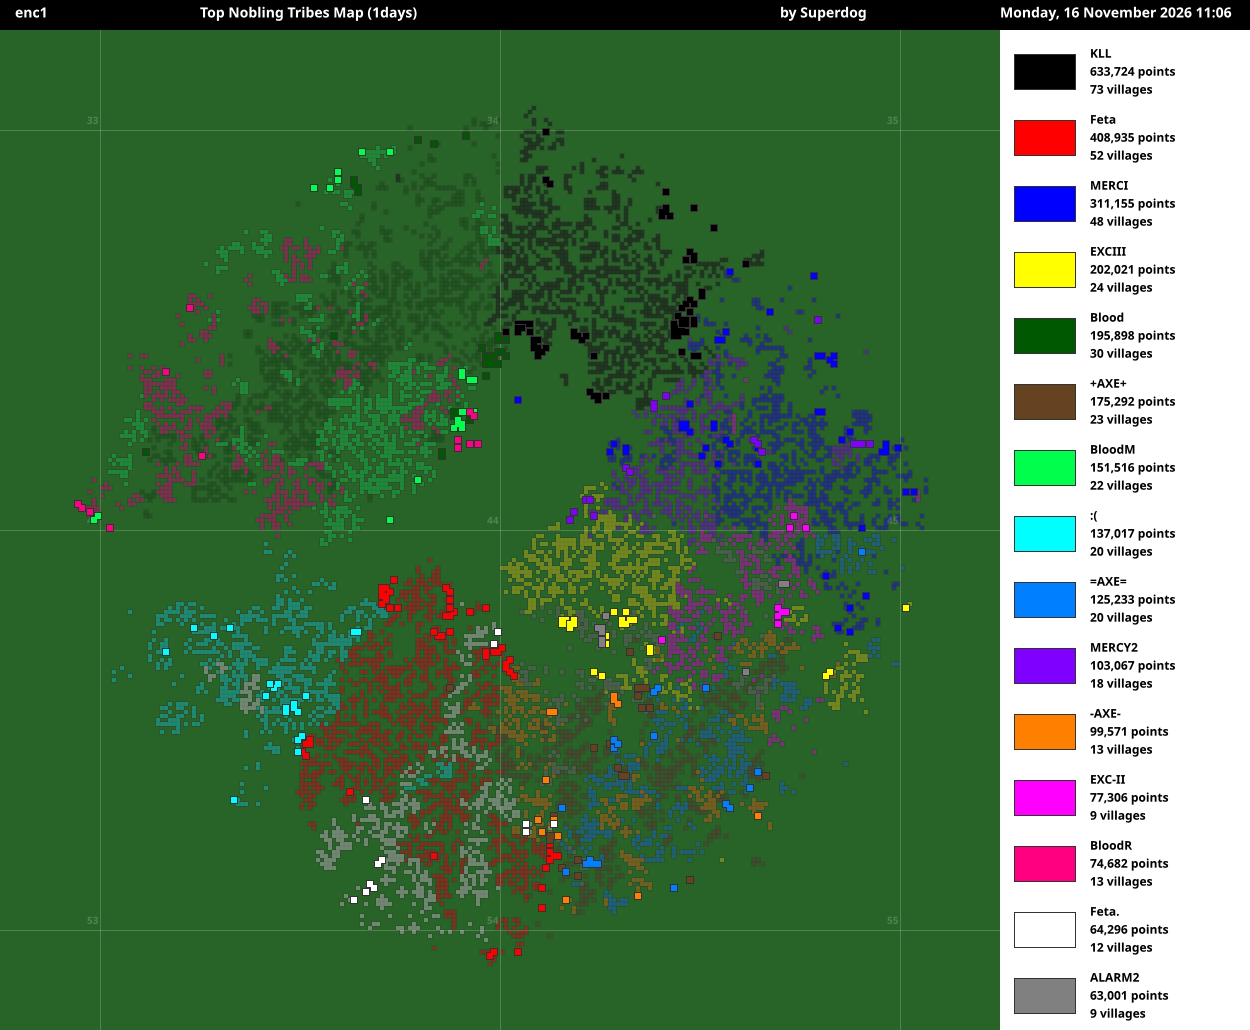 enc1 Top Nobling Tribes Map (1days) by Superdog Monday, 16 November 2026 11:06
KLL
633,724 points
73 villages
Feta
408,935 points
52 villages
MERCI
311,155 points
48 villages
EXCIII
202,021 points
24 villages
Blood
195,898 points
30 villages
+AXE+
175,292 points
23 villages
BloodM
151,516 points
22 villages
:(
137,017 points
20 villages
=AXE=
125,233 points
20 villages
MERCY2
103,067 points
18 villages
-AXE-
99,571 points
13 villages
EXC-II
77,306 points
9 villages
BloodR
74,682 points
13 villages
Feta.
64,296 points
12 villages
ALARM2
63,001 points
9 villages
33 34 35
44 45
53 54 55